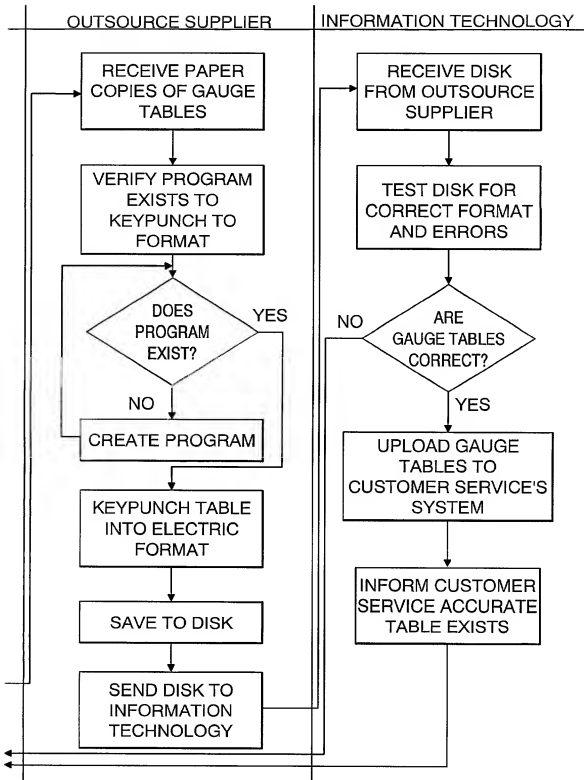 OUTSOURCE SUPPLIER
RECEIVE PAPER
COPIES OF GAUGE
TABLES
VERIFY PROGRAM
EXISTS TO
KEYPUNCH TO
FORMAT
DOES
PROGRAM
EXIST?
YES
NO
CREATE PROGRAM
KEYPUNCH TABLE
INTO ELECTRIC
FORMAT
SAVE TO DISK
SEND DISK TO
INFORMATION
TECHNOLOGY
INFORMATION TECHNOLOGY
RECEIVE DISK
FROM OUTSOURCE
SUPPLIER
TEST DISK FOR
CORRECT FORMAT
AND ERRORS
NO
ARE
GAUGE TABLES
CORRECT?
YES
UPLOAD GAUGE
TABLES TO
CUSTOMER SERVICE'S
SYSTEM
INFORM CUSTOMER
SERVICE ACCURATE
TABLE EXISTS